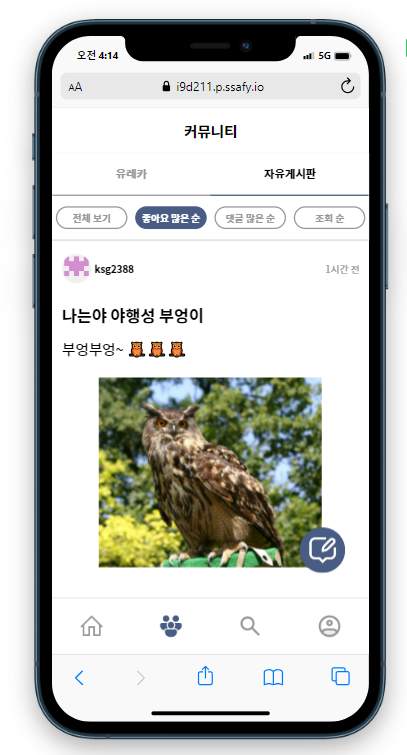 오전 4:14
5G
AA i9d211.p.ssafy.io
커뮤니티
유레카 자유게시판
전체 보기 좋아요 많은 순 댓글 많은 순 조회 순
ksg2388 1시간 전
나는야 야행성 부엉이
부엉부엉~ 🦉🦉🦉